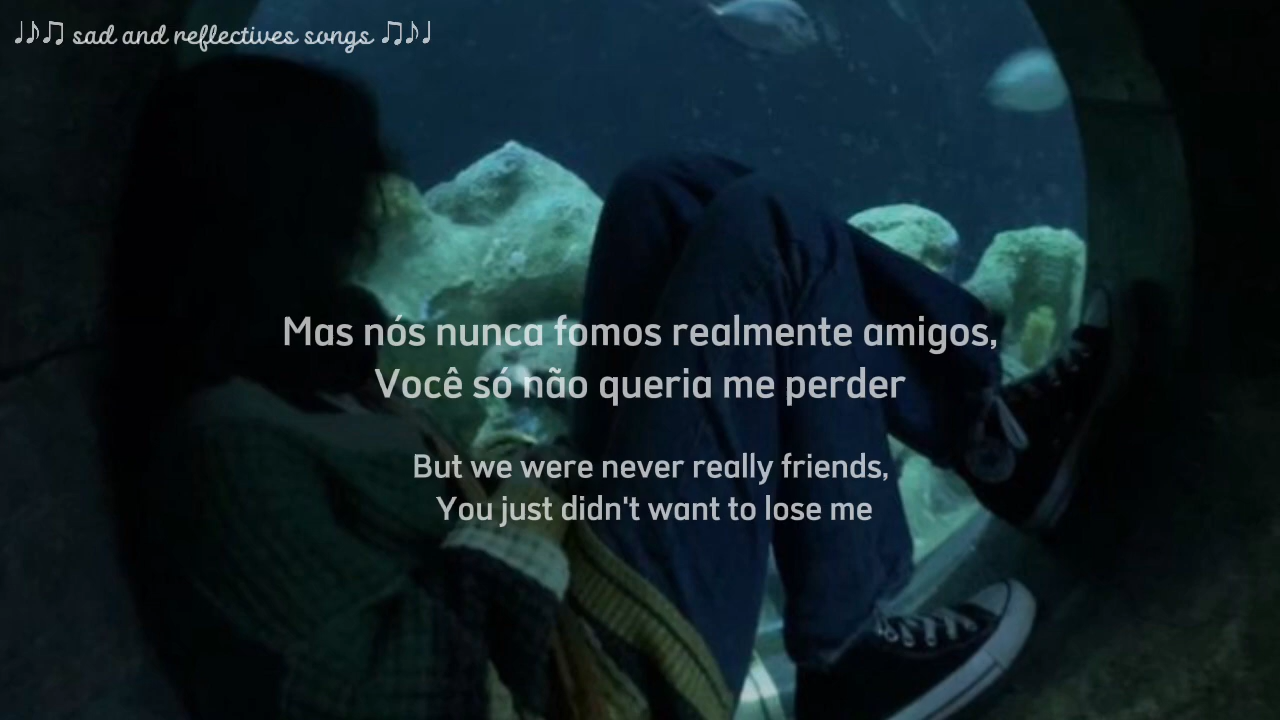 ♩♪♫ sad and reflectives songs ♫♪♩
Mas nós nunca fomos realmente amigos,
Você só não queria me perder
But we were never really friends,
You just didn't want to lose me